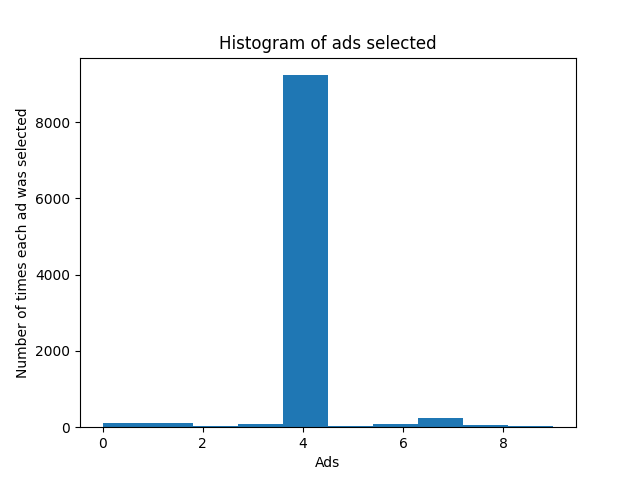 Histogram of ads selected
Number of times each ad was selected
8000
6000
4000
2000
0
0 2 4 6 8
Ads